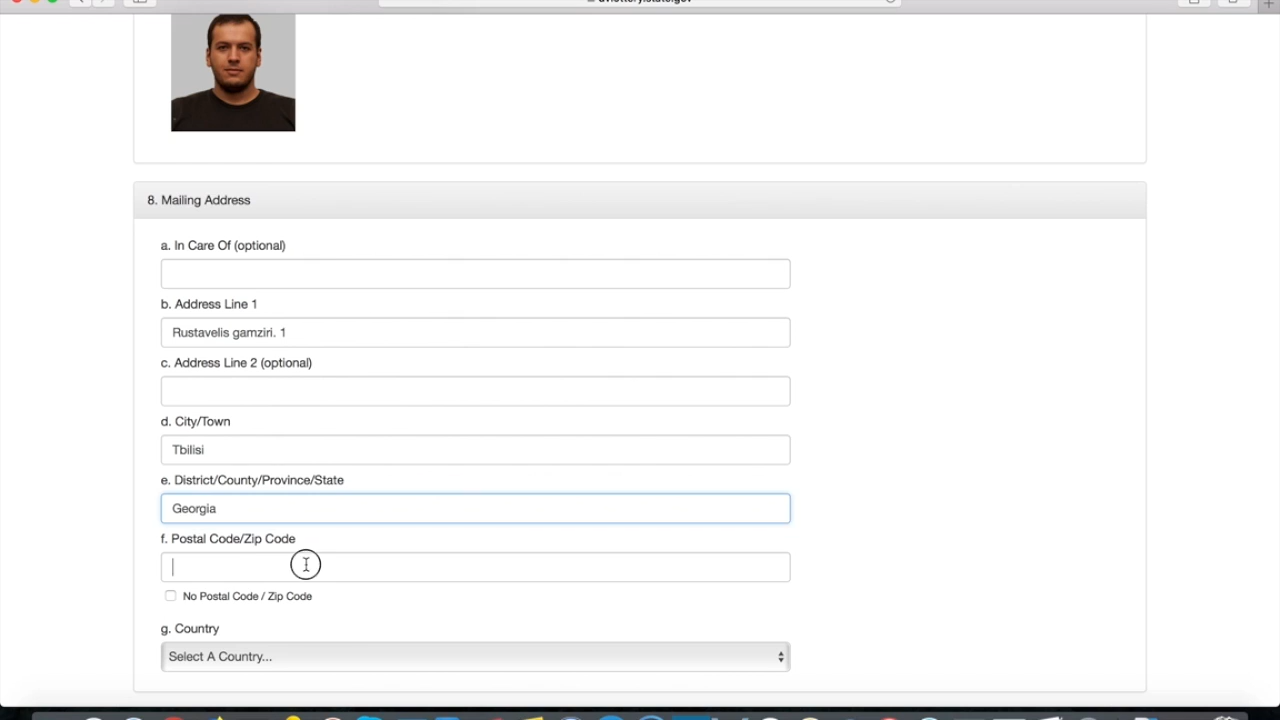 8. Mailing Address
a. In Care Of (optional)
b. Address Line 1
Rustavelis gamziri. 1
c. Address Line 2 (optional)
d. City/Town
Tbilisi
e. District/County/Province/State
Georgia
f. Postal Code/Zip Code
No Postal Code / Zip Code
g. Country
Select A Country...